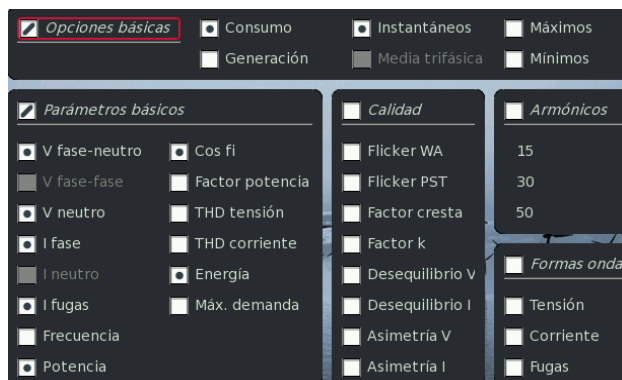 Opciones básicas
Consumo
Instantáneos
Máximos
Generación
Media trifásica
Mínimos
Parámetros básicos
V fase-neutro
Cos fi
V fase-fase
Factor potencia
V neutro
THD tensión
I fase
THD corriente
I neutro
Energía
I fugas
Máx. demanda
Frecuencia
Potencia
Calidad
Flicker WA
Flicker PST
Factor cresta
Factor k
Desequilibrio V
Desequilibrio I
Asimetría V
Asimetría I
Armónicos
15
30
50
Formas onda
Tensión
Corriente
Fugas